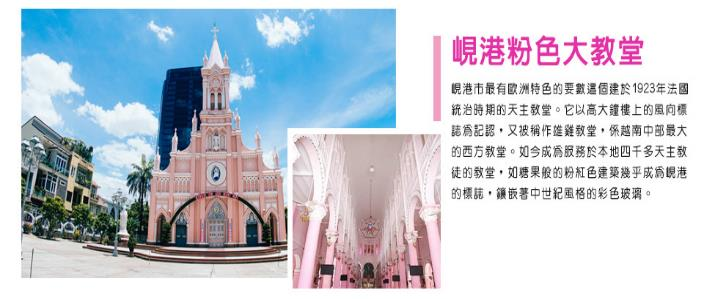 峴港粉色大教堂
峴港市最有歐洲特色的要數這個建於1923年法國
統治時期的天主教堂。它以高大鐘樓上的風向標
誌為記認，又被稱作雄雞教堂，係越南中部最大
的西方教堂。如今成為服務於本地四千多天主教
徒的教堂，如糖果般的粉紅色建築幾乎成為峴港
的標誌，鑲嵌著中世紀風格的彩色玻璃。